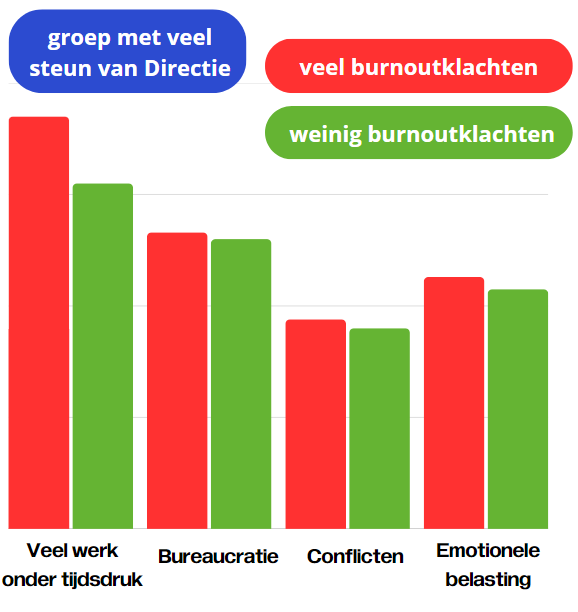 groep met veel
steun van Directie
veel burnoutklachten
weinig burnoutklachten
Veel werk
onder tijdsdruk
Bureaucratie
Conflicten
Emotionele
belasting